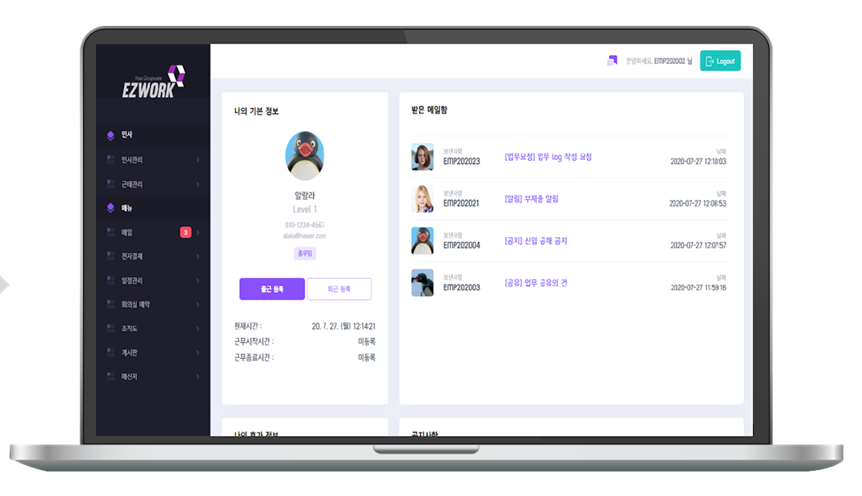 Your Groupware
EZWORK
안녕하세요, EMP202002 님
Logout
인사
인사관리
근태관리
메뉴
메일
3
전자결재
일정관리
회의실 예약
조직도
게시판
메신저
나의 기본 정보
알랄라
Level 1
010-1234-4567
alala@naver.com
총무팀
출근 등록
퇴근 등록
현재시간 :
20. 7. 27. (월) 12:14:21
근무시작시간 :
미등록
근무종료시간 :
미등록
받은 메일함
보낸사람
EMP202023
[업무요청] 업무 log 작성 요청
날짜
2020-07-27 12:18:03
보낸사람
EMP202021
[알림] 부재중 알림
날짜
2020-07-27 12:08:53
보낸사람
EMP202004
[공지] 신입 공채 공지
날짜
2020-07-27 12:07:57
보낸사람
EMP202003
[공유] 업무 공유의 건
날짜
2020-07-27 11:59:16
나의 휴가 정보
공지사항